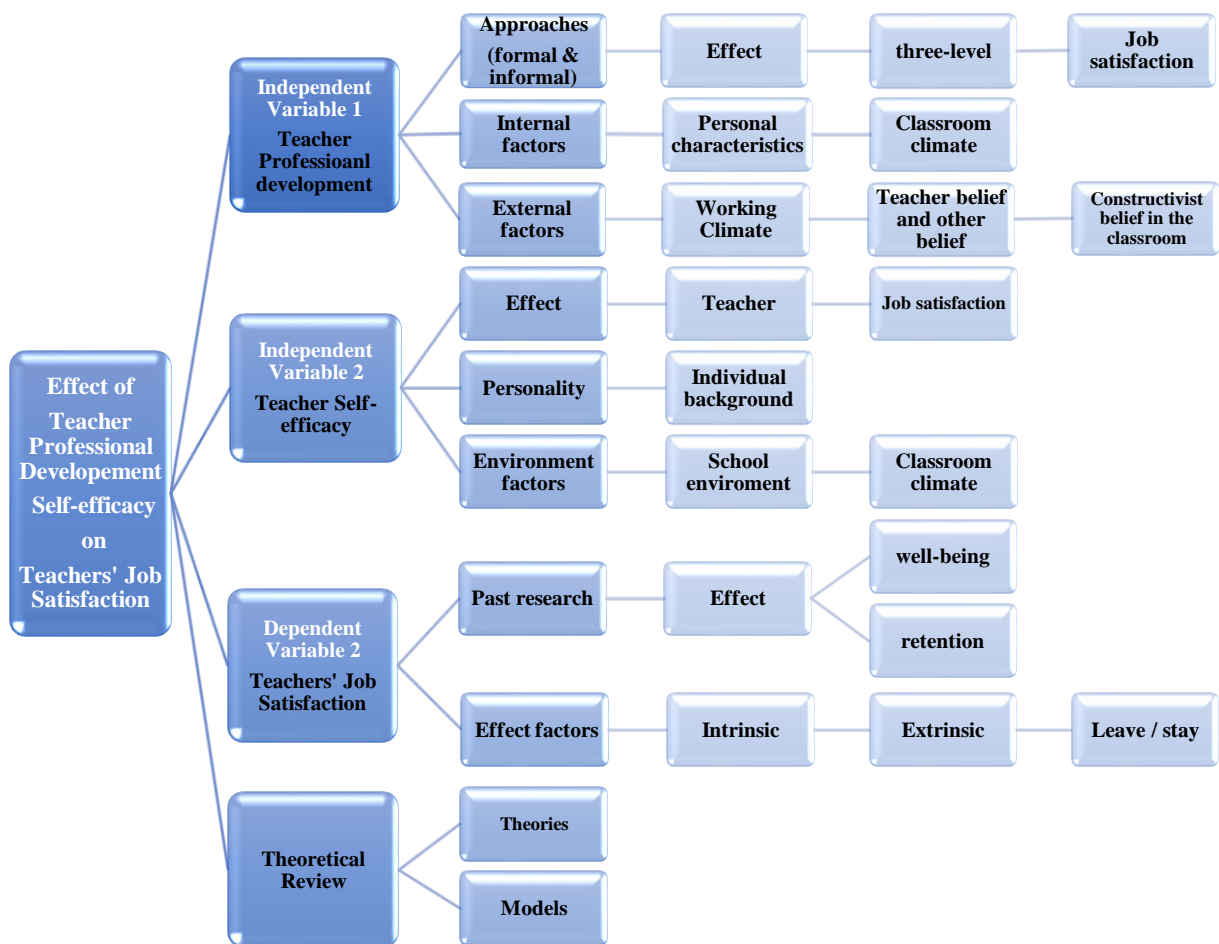 Effect of
Teacher
Professional
Developement
Self-efficacy
on
Teachers' Job
Satisfaction
Independent
Variable 1
Teacher
Professioanl
development
Approaches
(formal &
informal)
Effect
three-level
Job
satisfaction
Internal
factors
Personal
characteristics
Classroom
climate
External
factors
Working
Climate
Teacher belief
and other
belief
Constructivist
belief in the
classroom
Independent
Variable 2
Teacher Self-
efficacy
Effect
Teacher
Job satisfaction
Personality
Individual
background
Environment
factors
School
enviroment
Classroom
climate
Dependent
Variable 2
Teachers' Job
Satisfaction
Past research
Effect
well-being
retention
Effect factors
Intrinsic
Extrinsic
Leave / stay
Theoretical
Review
Theories
Models